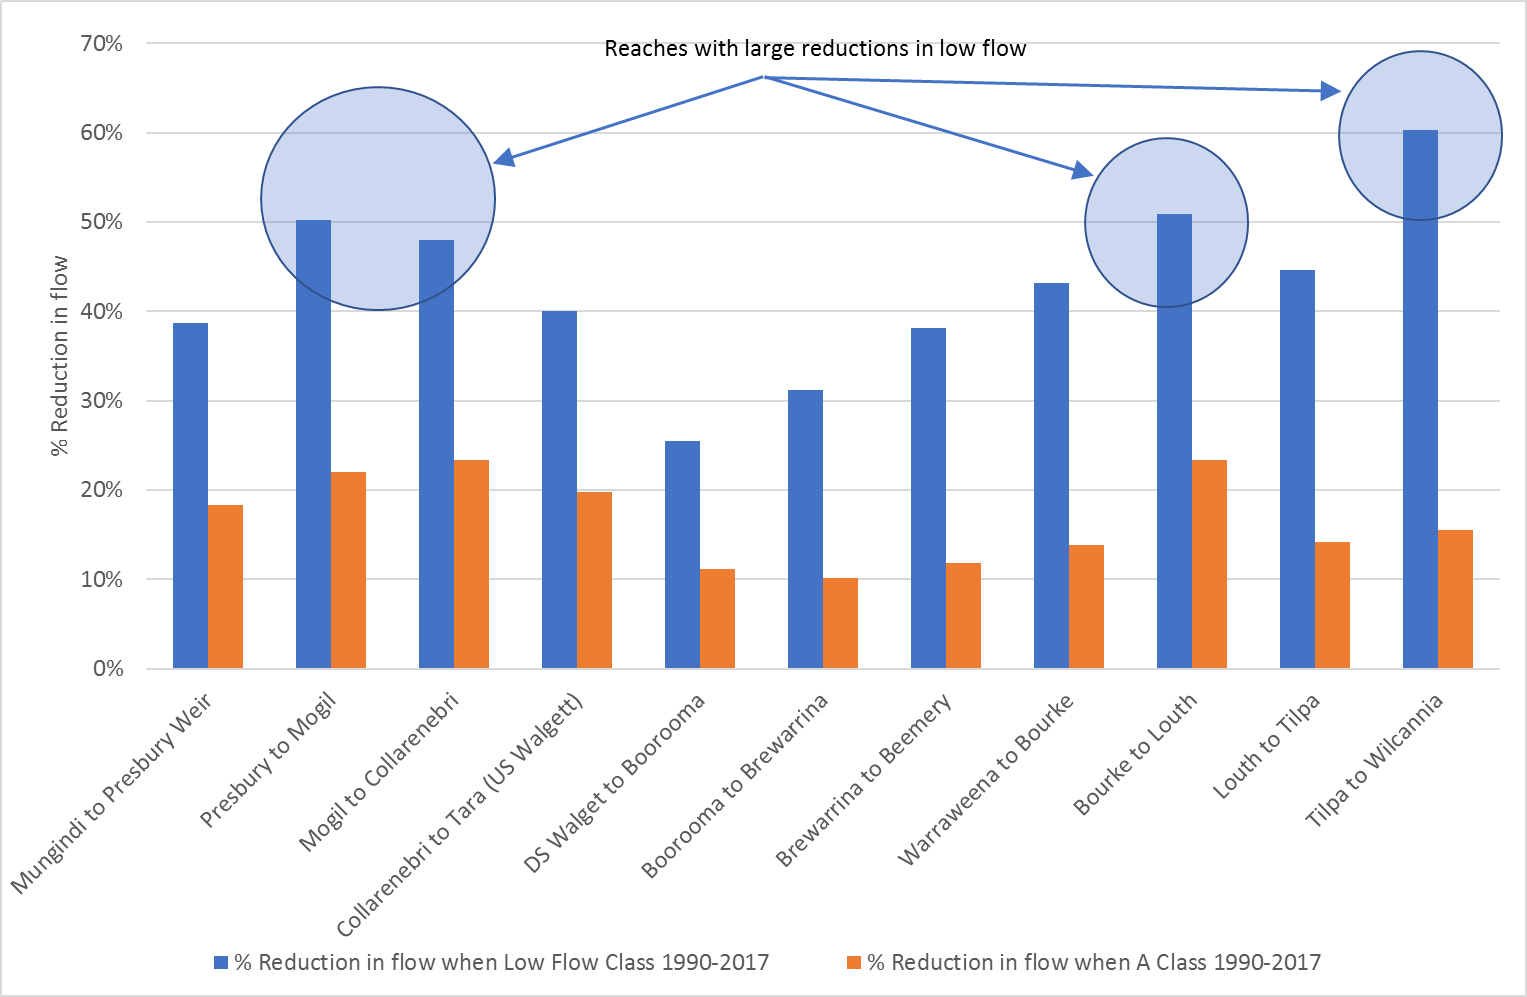 Reaches with large reductions in low flow
70%
60%
50%
40%
30%
20%
10%
0%
% Reduction in flow
Mungindi to Presbury Weir
Presbury to Mogil
Mogil to Collarenebri
Collarenebri to Tara (US Walgett)
DS Walget to Boorooma
Boorooma to Brewarrina
Brewarrina to Beemery
Warraweena to Bourke
Bourke to Louth
Louth to Tilpa
Tilpa to Wilcannia
% Reduction in flow when Low Flow Class 1990-2017
% Reduction in flow when A Class 1990-2017